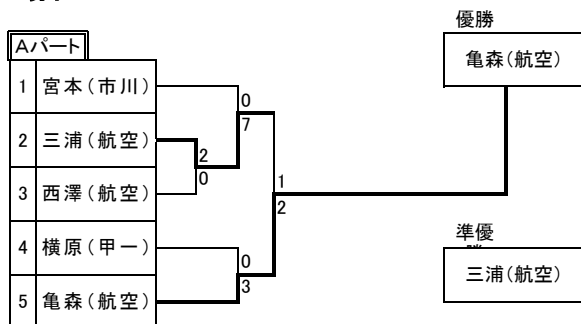 優勝
Aパート
亀森(航空)
1 宮本(市川)
0
2 三浦(航空)
7
2
3 西澤(航空)
0
1
2
4 横原(甲一)
準優
0
三浦(航空)
3
5 亀森(航空)